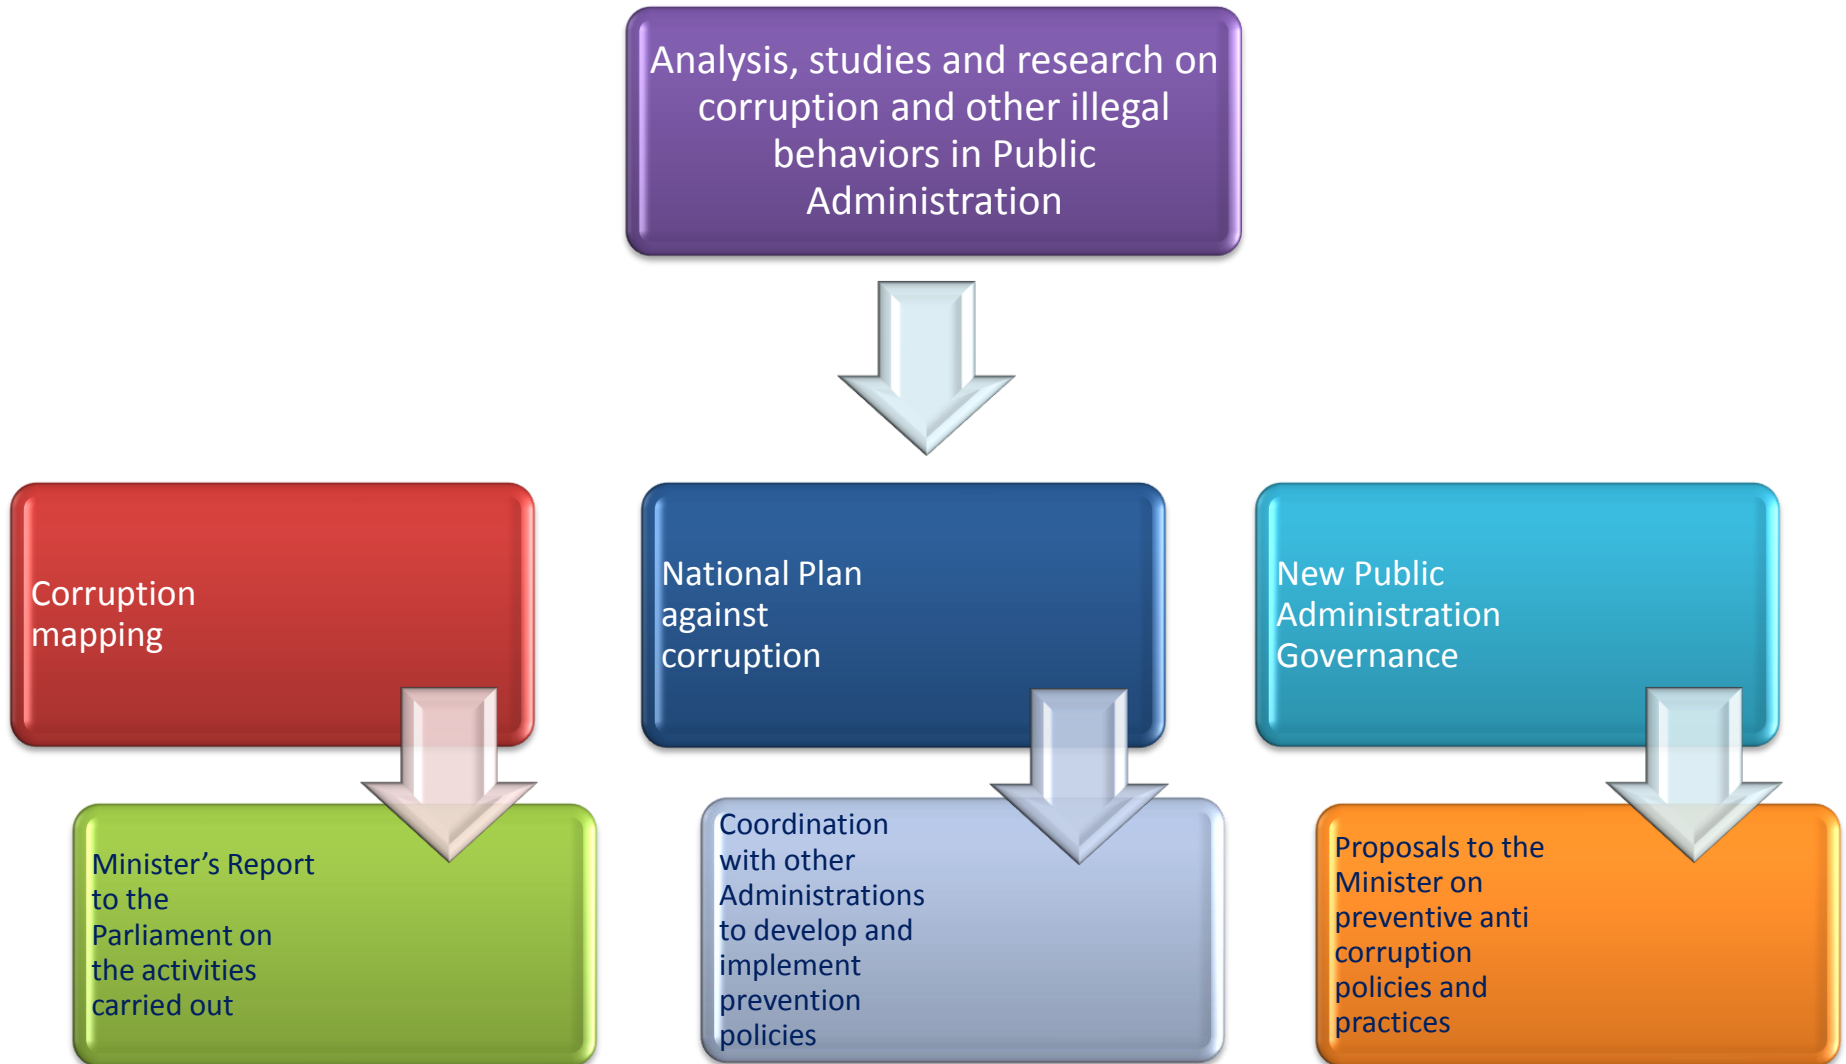 Analysis, studies and research on
corruption and other illegal
behaviors in Public
Administration
Corruption
mapping
National Plan
against
corruption
New Public
Administration
Governance
Minister’s Report
to the
Parliament on
the activities
carried out
Coordination
with other
Administrations
to develop and
implement
prevention
policies
Proposals to the
Minister on
preventive anti
corruption
policies and
practices